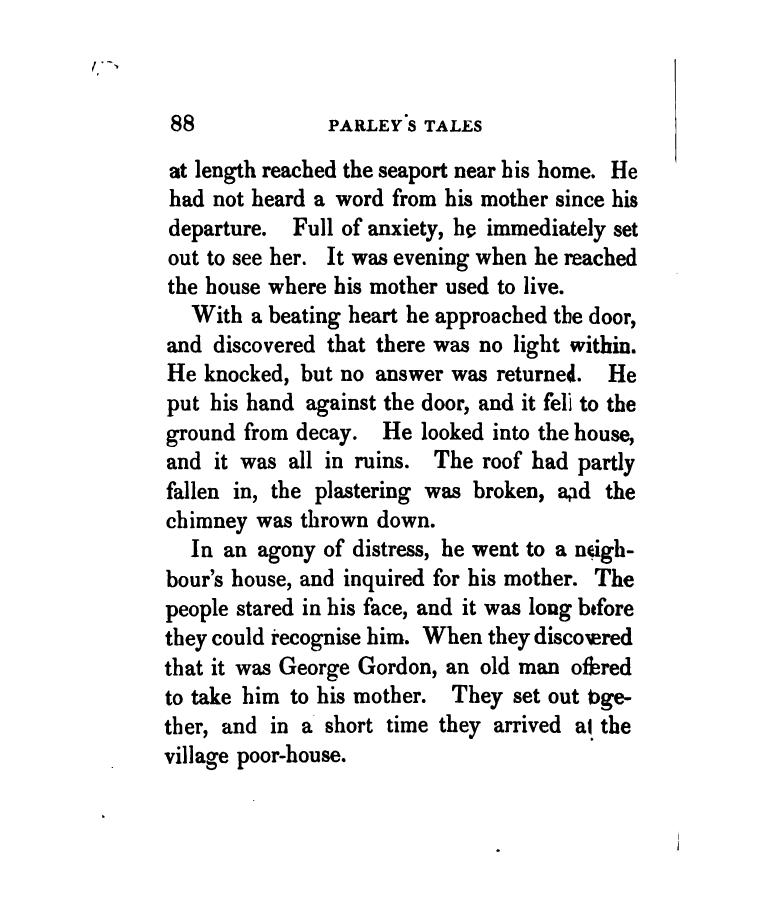 88 PARLEY'S TALES
at length reached the seaport near his home. He
had not heard a word from his mother since his
departure. Full of anxiety, he immediately set
out to see her. It was evening when he reached
the house where his mother used to live.
With a beating heart he approached the door,
and discovered that there was no light within.
He knocked, but no answer was returned. He
put his hand against the door, and it fell to the
ground from decay. He looked into the house,
and it was all in ruins. The roof had partly
fallen in, the plastering was broken, and the
chimney was thrown down.
In an agony of distress, he went to a neigh-
bour's house, and inquired for his mother. The
people stared in his face, and it was long before
they could recognise him. When they discovered
that it was George Gordon, an old man offered
to take him to his mother. They set out toge-
ther, and in a short time they arrived at the
village poor-house.